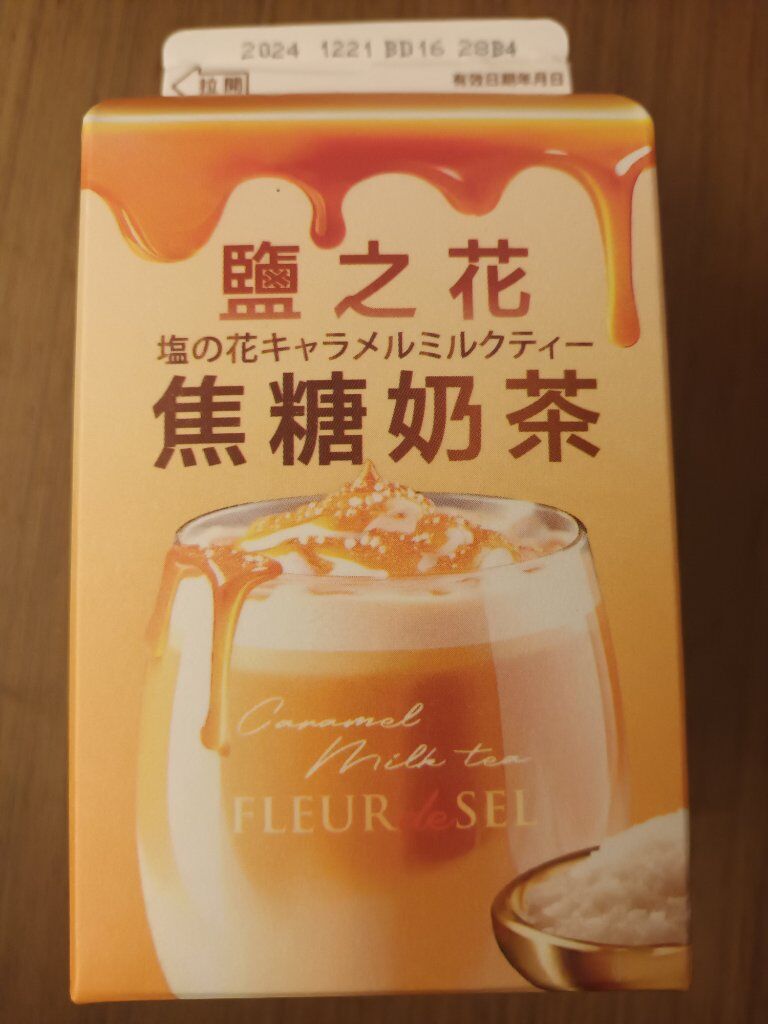 2024 1221 BD16 28B4
拉開
有效日期年月日
鹽之花
塩の花キャラメルミルクティー
焦糖奶茶
Caramel
Milk tea
FLEUR de SEL